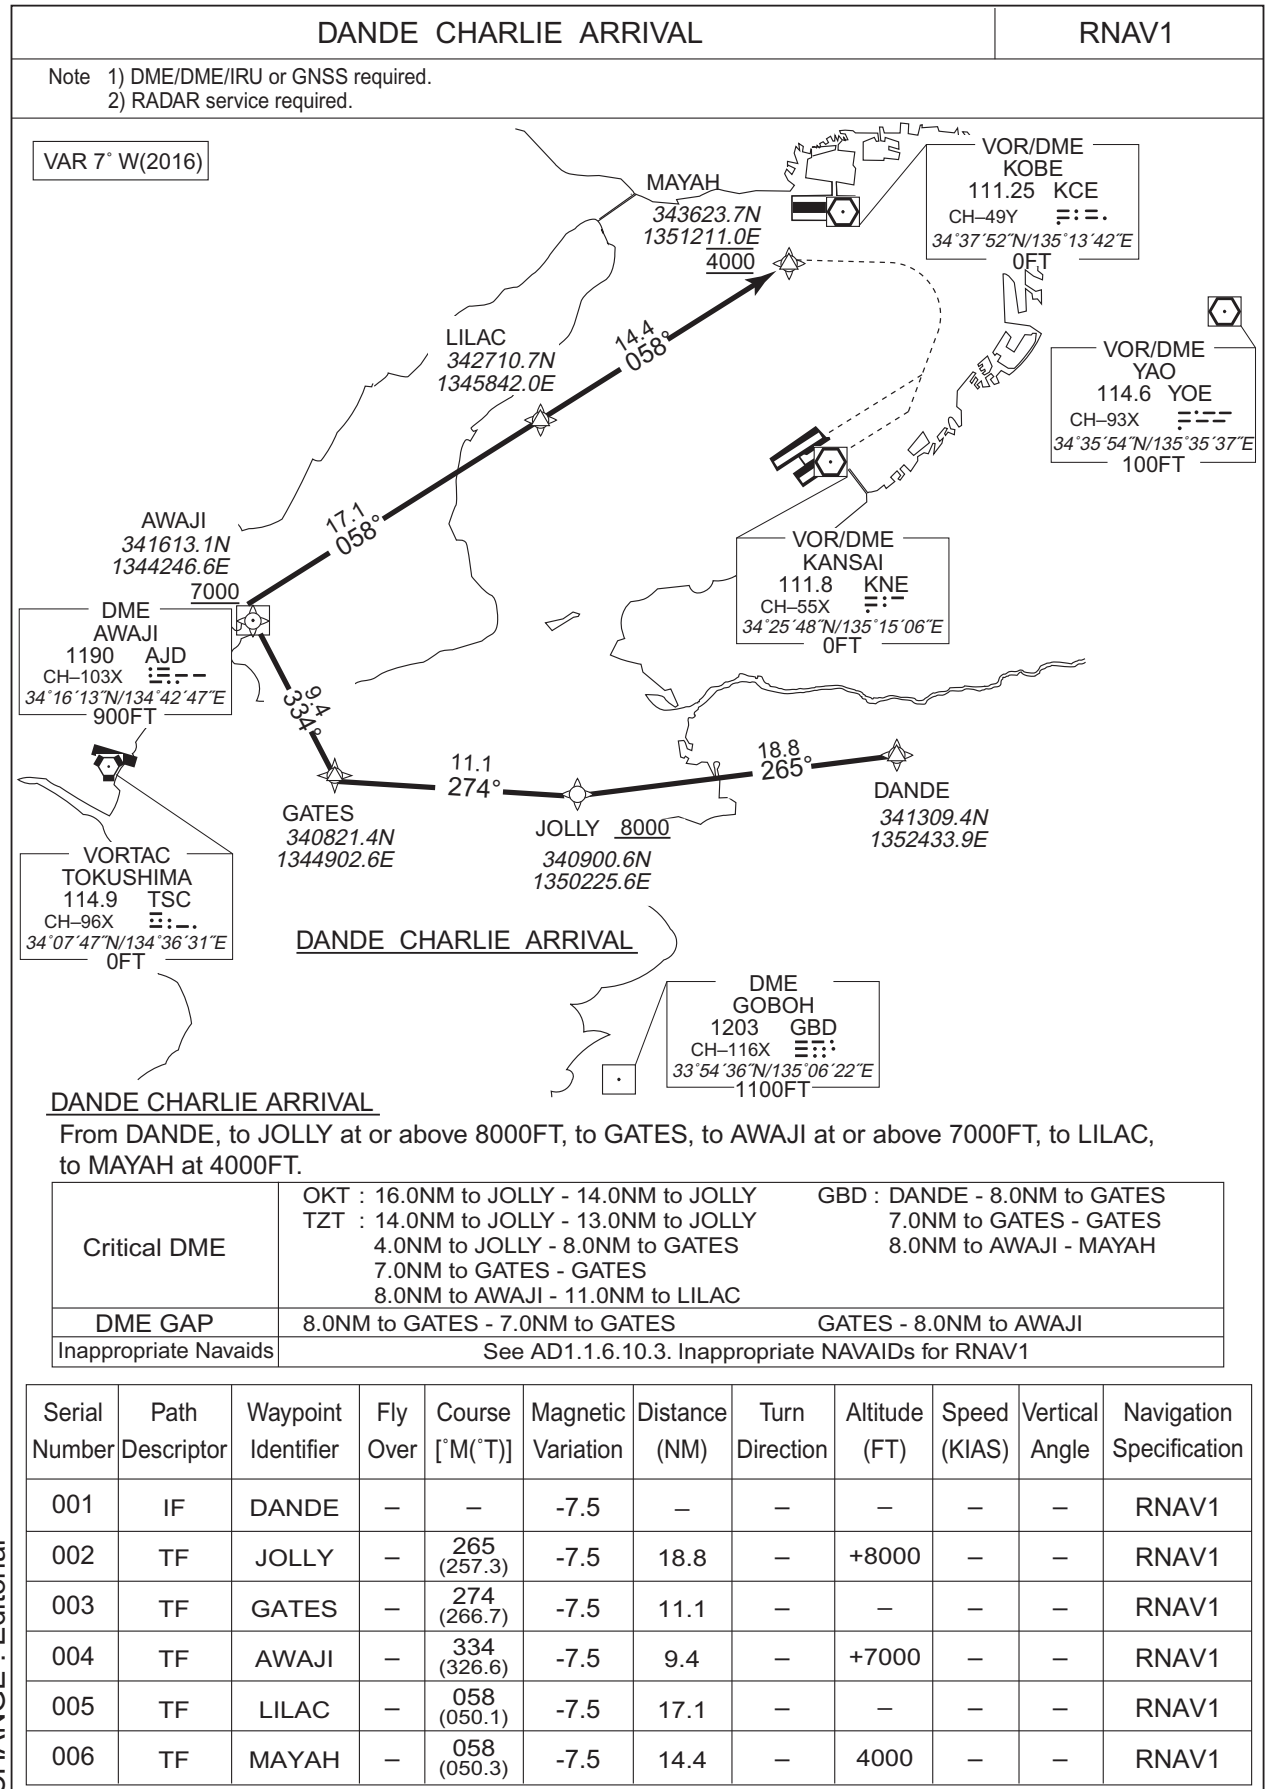 DANDE CHARLIE ARRIVAL
RNAV1
Note 1) DME/DME/IRU or GNSS required.
2) RADAR service required.
VAR 7˚ W(2016)
MAYAH
343623.7N
1351211.0E
4000
VOR/DME
KOBE
111.25 KCE
CH–49Y
34˚37´52˝N/135˚13´42˝E
0FT
LILAC
342710.7N
1345842.0E
14.4
058°
VOR/DME
YAO
114.6 YOE
CH–93X
34˚35´54˝N/135˚35´37˝E
100FT
17.1
058°
AWAJI
341613.1N
1344246.6E
7000
VOR/DME
KANSAI
111.8 KNE
CH–55X
34˚25´48˝N/135˚15´06˝E
0FT
DME
AWAJI
1190 AJD
CH–103X
34˚16´13˝N/134˚42´47˝E
900FT
9.4
334°
11.1
274°
18.8
265°
GATES
340821.4N
1344902.6E
JOLLY 8000
340900.6N
1350225.6E
DANDE
341309.4N
1352433.9E
VORTAC
TOKUSHIMA
114.9 TSC
CH–96X
34˚07´47˝N/134˚36´31˝E
0FT
DANDE CHARLIE ARRIVAL
DME
GOBOH
1203 GBD
CH–116X
33˚54´36˝N/135˚06´22˝E
1100FT
DANDE CHARLIE ARRIVAL
From DANDE, to JOLLY at or above 8000FT, to GATES, to AWAJI at or above 7000FT, to LILAC,
to MAYAH at 4000FT.
Critical DME
OKT : 16.0NM to JOLLY - 14.0NM to JOLLY
TZT : 14.0NM to JOLLY - 13.0NM to JOLLY
4.0NM to JOLLY - 8.0NM to GATES
7.0NM to GATES - GATES
8.0NM to AWAJI - 11.0NM to LILAC
GBD : DANDE - 8.0NM to GATES
7.0NM to GATES - GATES
8.0NM to AWAJI - MAYAH
DME GAP 8.0NM to GATES - 7.0NM to GATES GATES - 8.0NM to AWAJI
Inappropriate Navaids See AD1.1.6.10.3. Inappropriate NAVAIDs for RNAV1
Serial Number Path Descriptor Waypoint Identifier Fly Over Course [˚M(˚T)] Magnetic Variation Distance (NM) Turn Direction Altitude (FT) Speed (KIAS) Vertical Angle Navigation Specification
001 IF DANDE – – -7.5 – – – – – RNAV1
002 TF JOLLY – 265 (257.3) -7.5 18.8 – +8000 – – RNAV1
003 TF GATES – 274 (266.7) -7.5 11.1 – – – – RNAV1
004 TF AWAJI – 334 (326.6) -7.5 9.4 – +7000 – – RNAV1
005 TF LILAC – 058 (050.1) -7.5 17.1 – – – – RNAV1
006 TF MAYAH – 058 (050.3) -7.5 14.4 – 4000 – – RNAV1